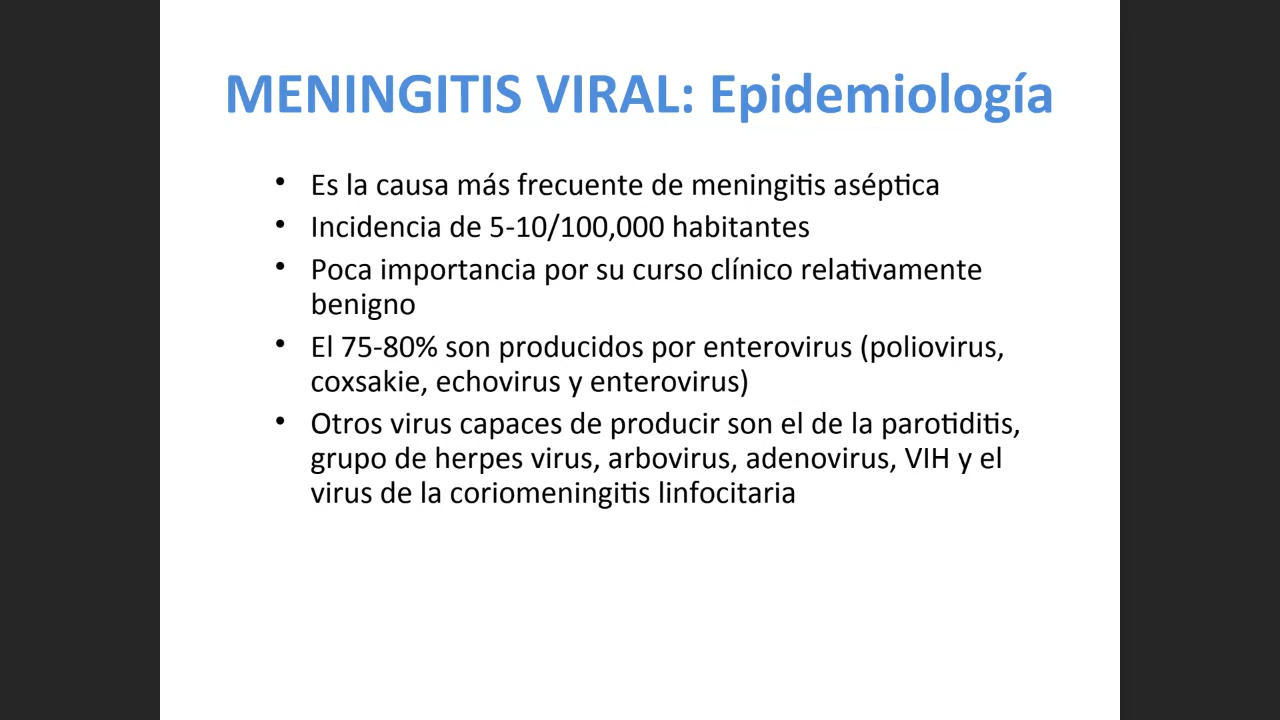 MENINGITIS VIRAL: Epidemiología
• Es la causa más frecuente de meningitis aséptica
• Incidencia de 5-10/100,000 habitantes
• Poca importancia por su curso clínico relativamente
benigno
• El 75-80% son producidos por enterovirus (poliovirus,
coxsakie, echovirus y enterovirus)
• Otros virus capaces de producir son el de la parotiditis,
grupo de herpes virus, arbovirus, adenovirus, VIH y el
virus de la coriomeningitis linfocitaria